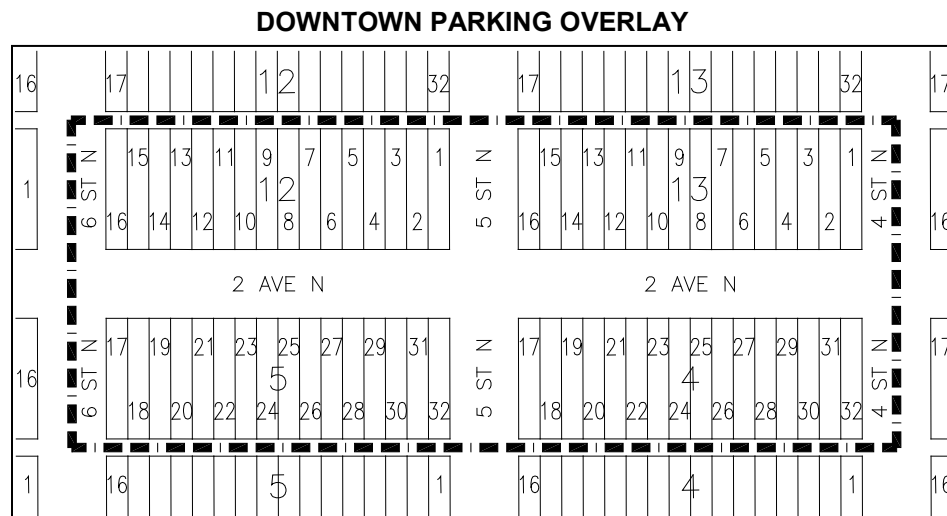 DOWNTOWN PARKING OVERLAY
16 17 12 32 17 13 32 17
15 13 11 9 7 5 3 1 15 13 11 9 7 5 3 1
6 ST N 5 ST N 4 ST N
1 12 13
16 14 12 10 8 6 4 2 16 14 12 10 8 6 4 2 16
2 AVE N 2 AVE N
17 19 21 23 25 27 29 31 17 19 21 23 25 27 29 31 17
6 ST N 5 ST N 4 ST N
16 5 4
18 20 22 24 26 28 30 32 18 20 22 24 26 28 30 32
1 16 5 1 16 4 1 16